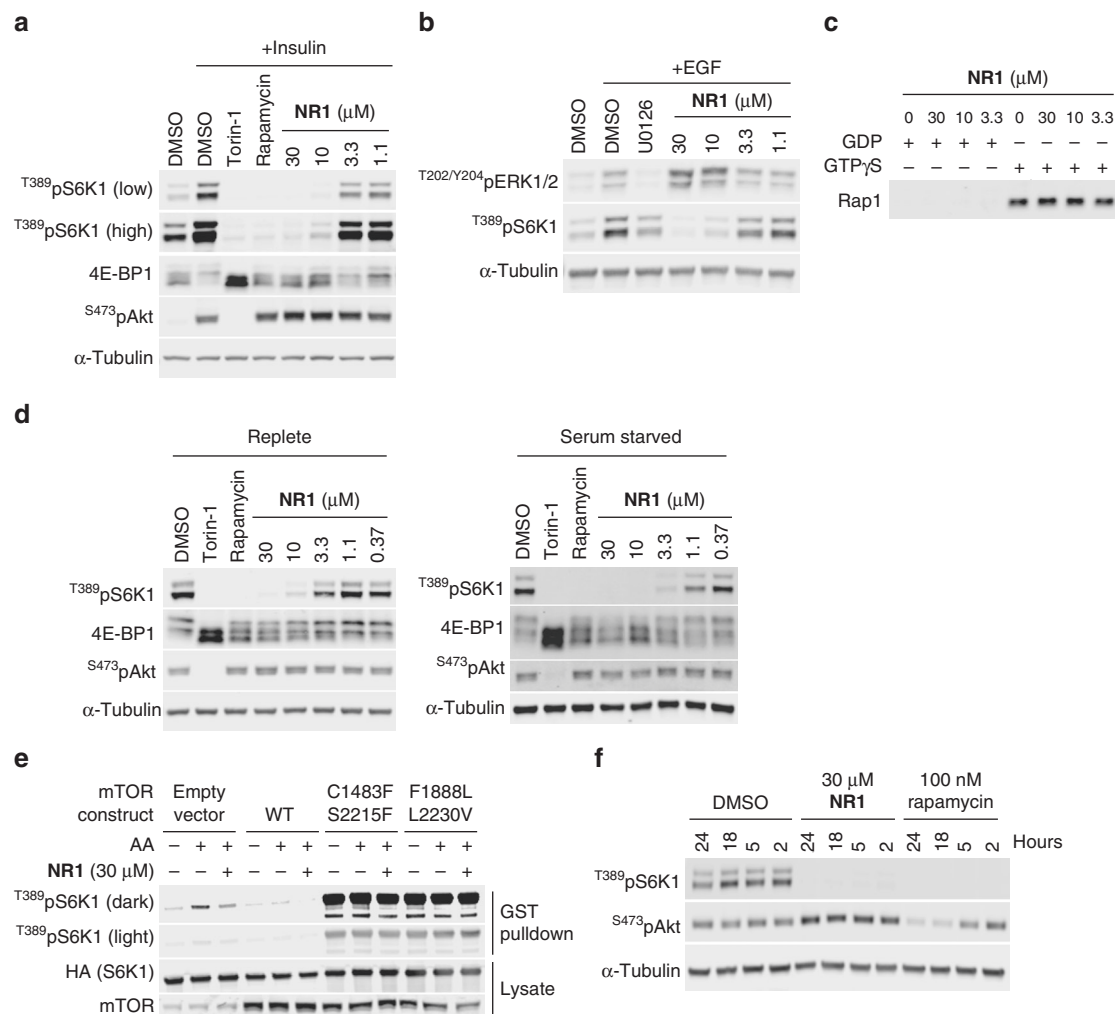 a
+Insulin
DMSO
DMSO
Torin-1
Rapamycin
NR1 (μM)
30
10
3.3
1.1
T389pS6K1 (low)
T389pS6K1 (high)
4E-BP1
S473pAkt
α-Tubulin
b
+EGF
DMSO
DMSO
U0126
NR1 (μM)
30
10
3.3
1.1
T202/Y204pERK1/2
T389pS6K1
α-Tubulin
c
NR1 (μM)
0 30 10 3.3 0 30 10 3.3
GDP + + + +
GTPγS + + + +
Rap1
d
Replete
DMSO
Torin-1
Rapamycin
NR1 (μM)
30
10
3.3
1.1
0.37
T389pS6K1
4E-BP1
S473pAkt
α-Tubulin
Serum starved
DMSO
Torin-1
Rapamycin
NR1 (μM)
30
10
3.3
1.1
0.37
T389pS6K1
4E-BP1
S473pAkt
α-Tubulin
e
mTOR construct
Empty vector
WT
C1483F S2215F
F1888L L2230V
AA – + + – + + – + + – + +
NR1 (30 μM) – – + – – + – – + – – +
T389pS6K1 (dark)
T389pS6K1 (light)
GST pulldown
HA (S6K1)
mTOR
Lysate
f
DMSO
30 μM NR1
100 nM rapamycin
24 18 5 2 24 18 5 2 24 18 5 2 Hours
T389pS6K1
S473pAkt
α-Tubulin